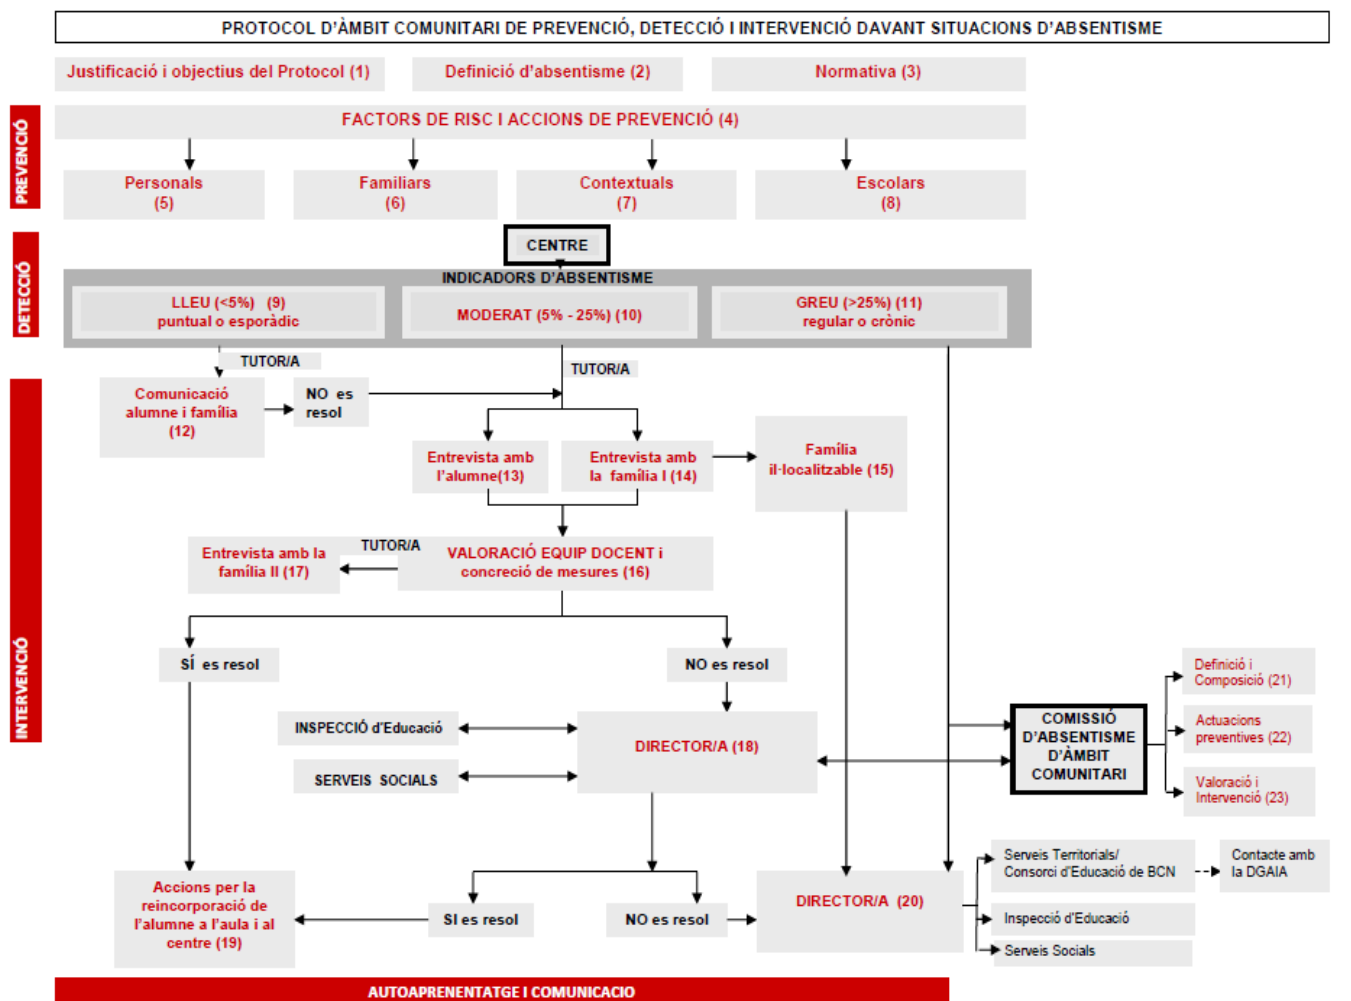 PROTOCOL D'ÀMBIT COMUNITARI DE PREVENCIÓ, DETECCIÓ I INTERVENCIÓ DAVANT SITUACIONS D'ABSENTISME
Justificació i objectius del Protocol (1)
Definició d'absentisme (2)
Normativa (3)
PREVENCIÓ
FACTORS DE RISC I ACCIONS DE PREVENCIÓ (4)
Personals
(5)
Familiars
(6)
Contextuals
(7)
Escolars
(8)
DETECCIÓ
CENTRE
INDICADORS D'ABSENTISME
LLEU (<5%) (9)
puntual o esporàdic
MODERAT (5% - 25%) (10)
GREU (>25%) (11)
regular o crònic
INTERVENCIÓ
TUTOR/A
TUTOR/A
Comunicació
alumne i família
(12)
NO es
resol
Entrevista amb
l'alumne(13)
Entrevista amb
la família I (14)
Família
il·localitzable (15)
Entrevista amb la
família II (17)
TUTOR/A
VALORACIÓ EQUIP DOCENT i
concreció de mesures (16)
SÍ es resol
NO es resol
INSPECCIÓ d'Educació
SERVEIS SOCIALS
DIRECTOR/A (18)
COMISSIÓ
D'ABSENTISME
D'ÀMBIT
COMUNITARI
Definició i
Composició (21)
Actuacions
preventives (22)
Valoració i
Intervenció (23)
Accions per la
reincorporació de
l'alumne a l'aula i al
centre (19)
SI es resol
NO es resol
DIRECTOR/A (20)
Serveis Territorials/
Consorci d'Educació de BCN
Contacte amb
la DGAIA
Inspecció d'Educació
Serveis Socials
AUTOAPRENENTATGE I COMUNICACIO